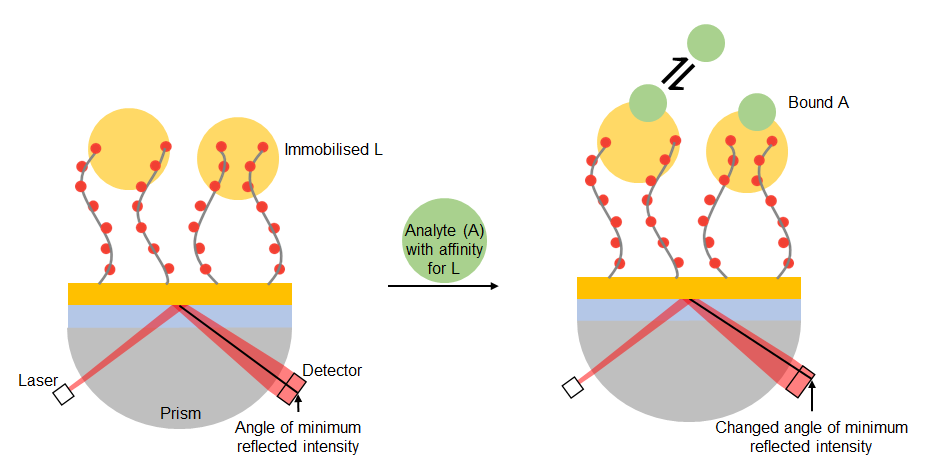 Immobilised L
Laser
Detector
Prism
Angle of minimum
reflected intensity
Analyte (A)
with affinity
for L
Bound A
Changed angle of minimum
reflected intensity